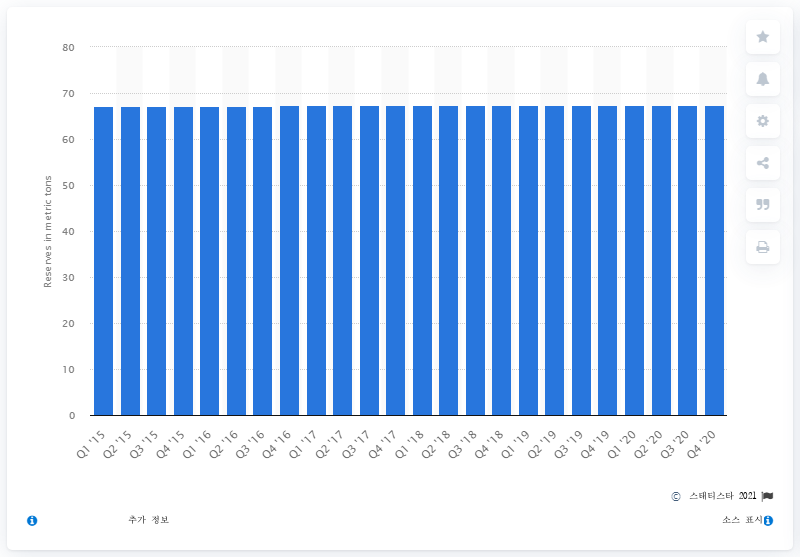 80
70
60
50
40
30
20
10
0
Reserves in metric tons
Q1 '15
Q2 '15
Q3 '15
Q4 '15
Q1 '16
Q2 '16
Q3 '16
Q4 '16
Q1 '17
Q2 '17
Q3 '17
Q4 '17
Q1 '18
Q2 '18
Q3 '18
Q4 '18
Q1 '19
Q2 '19
Q3 '19
Q4 '19
Q1 '20
Q2 '20
Q3 '20
Q4 '20
© 스태티스타 2021
추가 정보
소스 표시